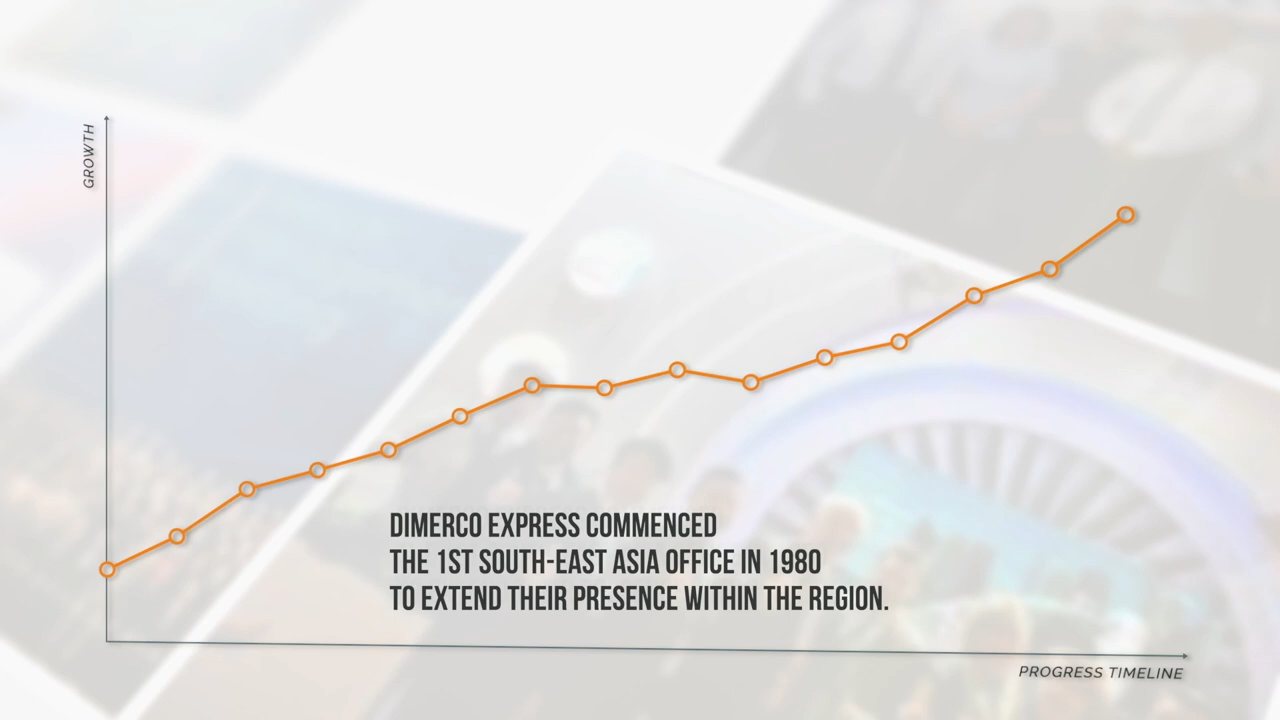 GROWTH
DIMERCO EXPRESS COMMENCED
THE 1ST SOUTH-EAST ASIA OFFICE IN 1980
TO EXTEND THEIR PRESENCE WITHIN THE REGION.
PROGRESS TIMELINE